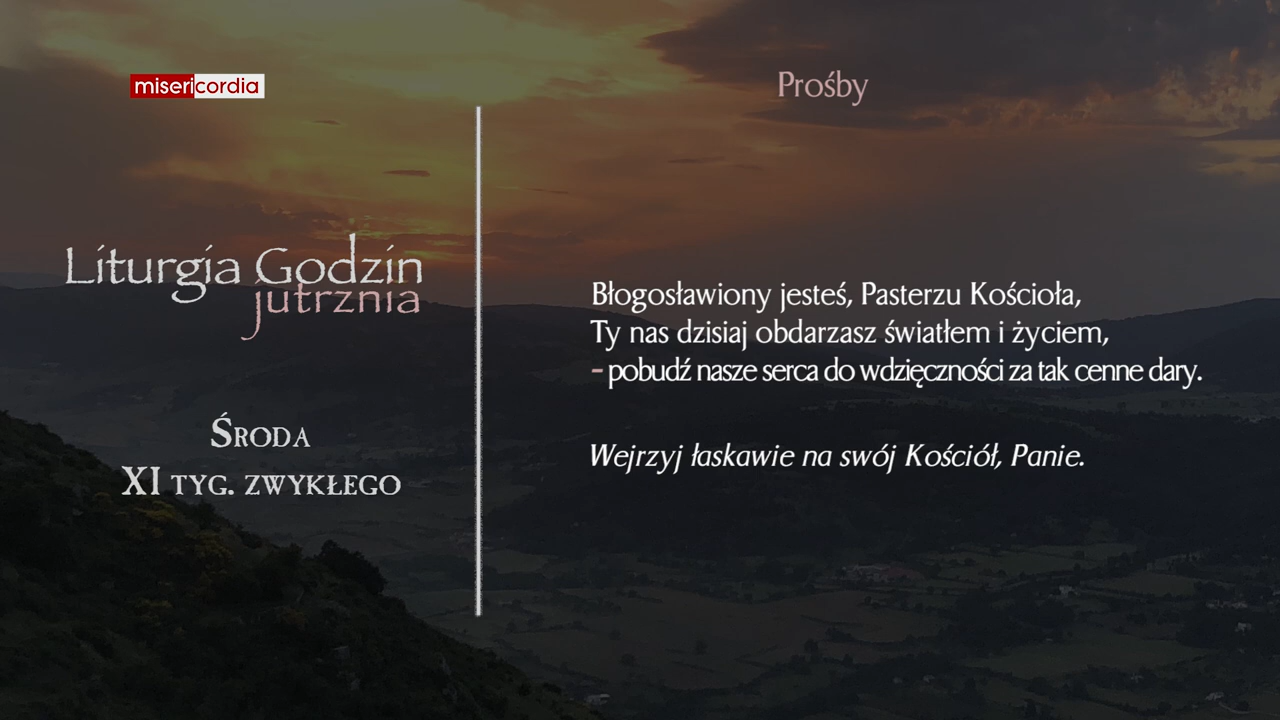 misericordia
Prośby
Liturgia Godzin
jutrznia
Środa
XI tyg. zwykłego
Błogosławiony jesteś, Pasterzu Kościoła,
Ty nas dzisiaj obdarzasz światłem i życiem,
- pobudź nasze serca do wdzięczności za tak cenne dary.
Wejrzyj łaskawie na swój Kościół, Panie.